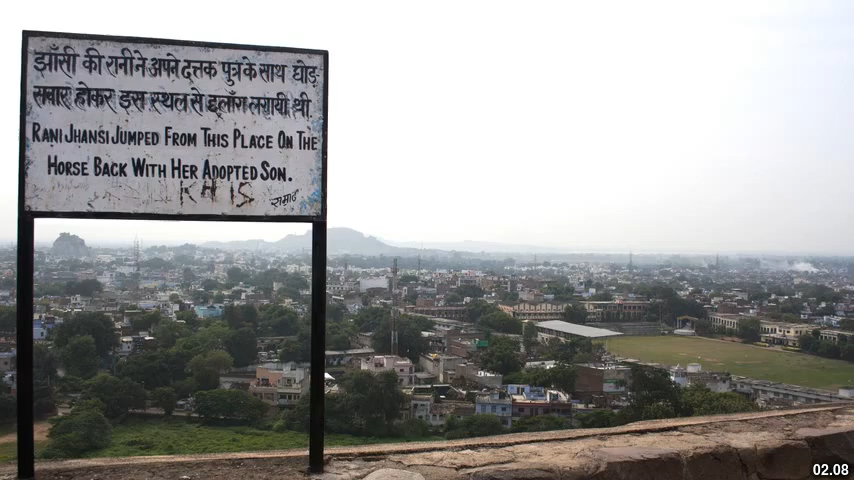 झाँसी की रानी ने अपने दत्तक पुत्र के साथ घोड़
सवार होकर इस स्थल से छलाँग लगायी थी
RANI JHANSI JUMPED FROM THIS PLACE ON THE
HORSE BACK WITH HER ADOPTED SON.
KHIS
सम्राट
02.08